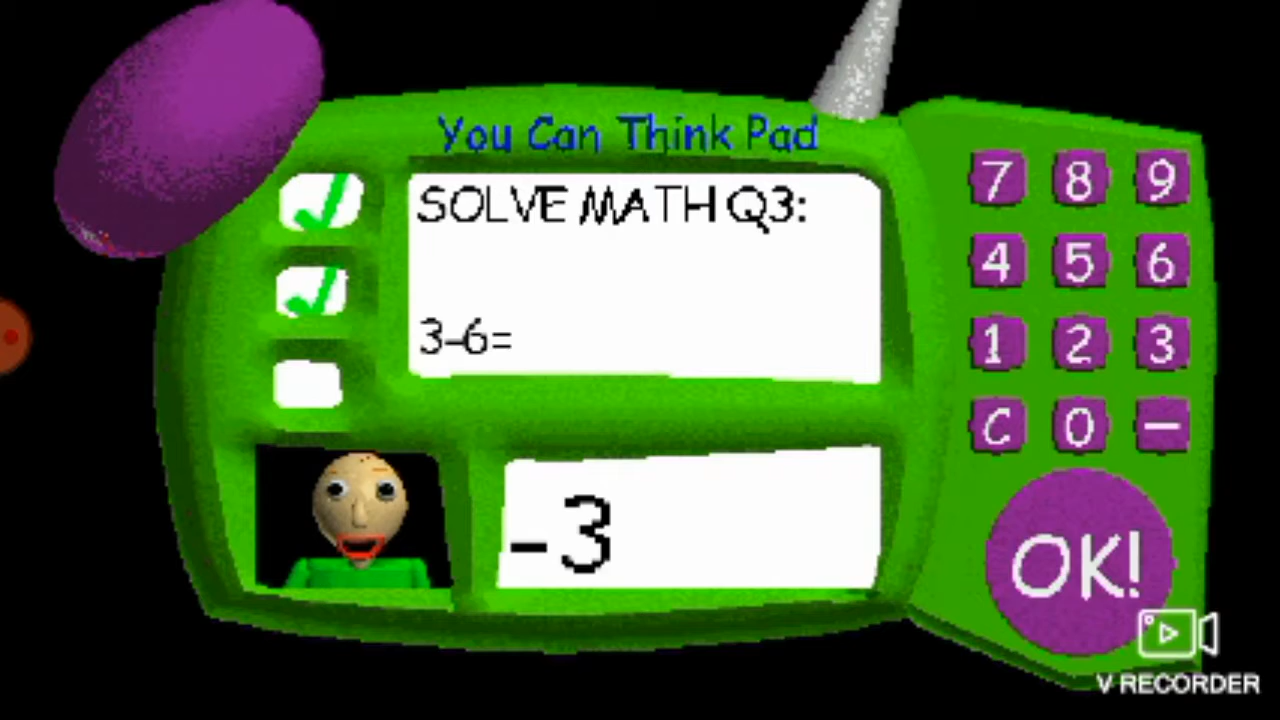 You Can Think Pad
SOLVE MATH Q3:
3-6=
-3
7 8 9
4 5 6
1 2 3
C 0 -
OK!
V RECORDER